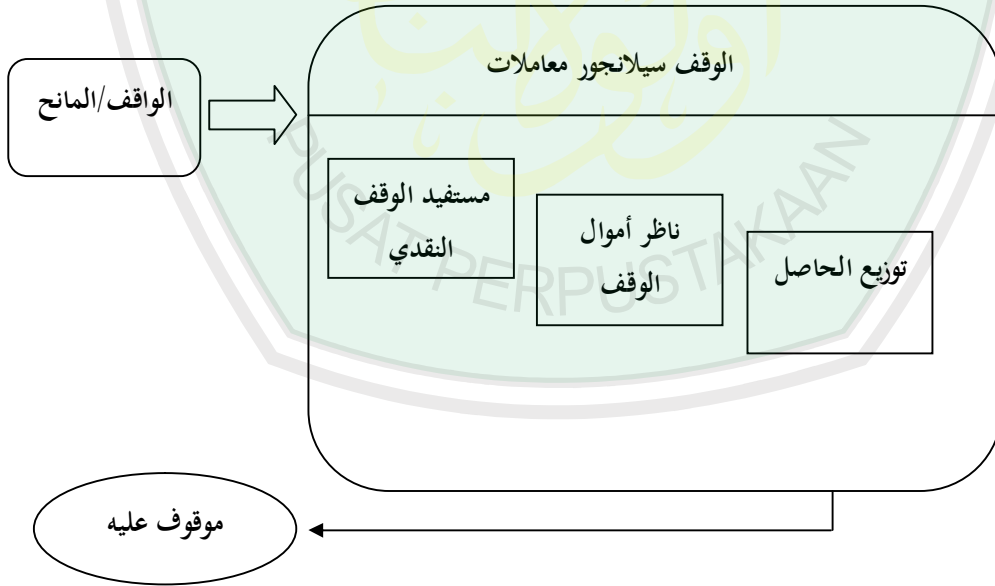 الوقف سيلانجور معاملات
الواقف/المانح
مستفيد الوقف
النقدي
ناظر أموال
الوقف
توزيع الحاصل
موقوف عليه
PUSAT PERPUSTAKAAN